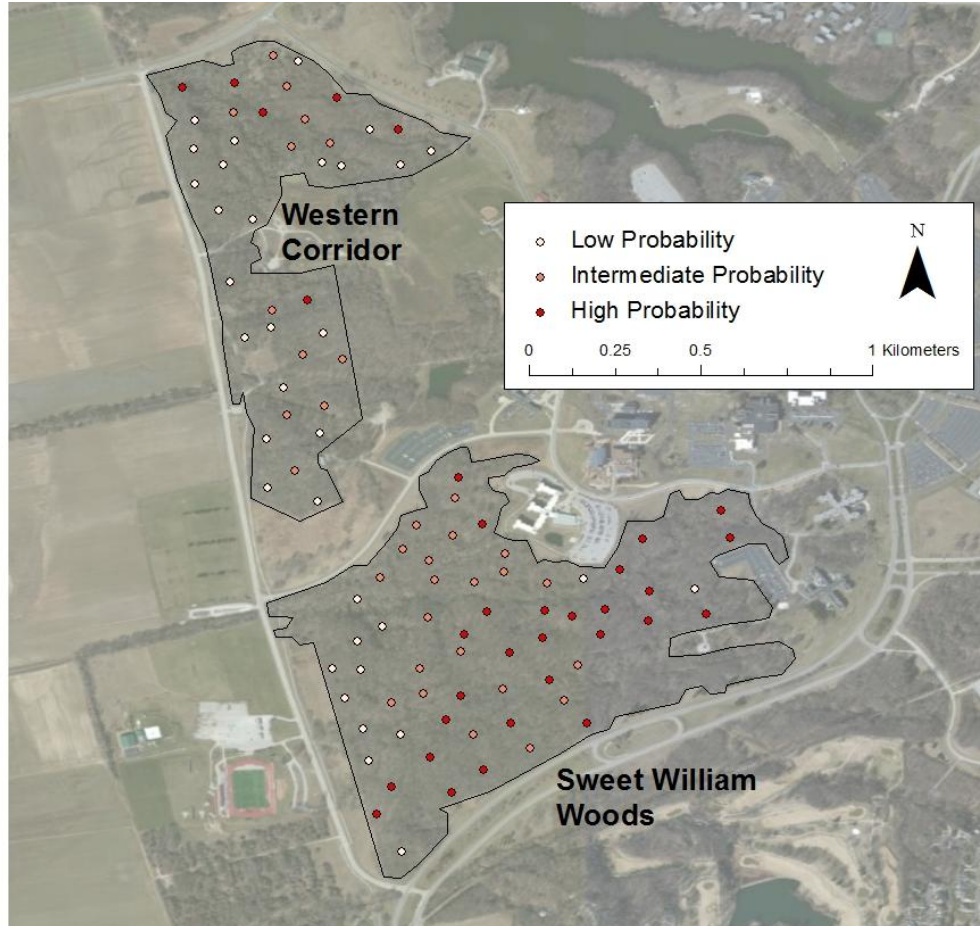 Western
Corridor
N
Low Probability
Intermediate Probability
High Probability
0 0.25 0.5 1 Kilometers
Sweet William
Woods